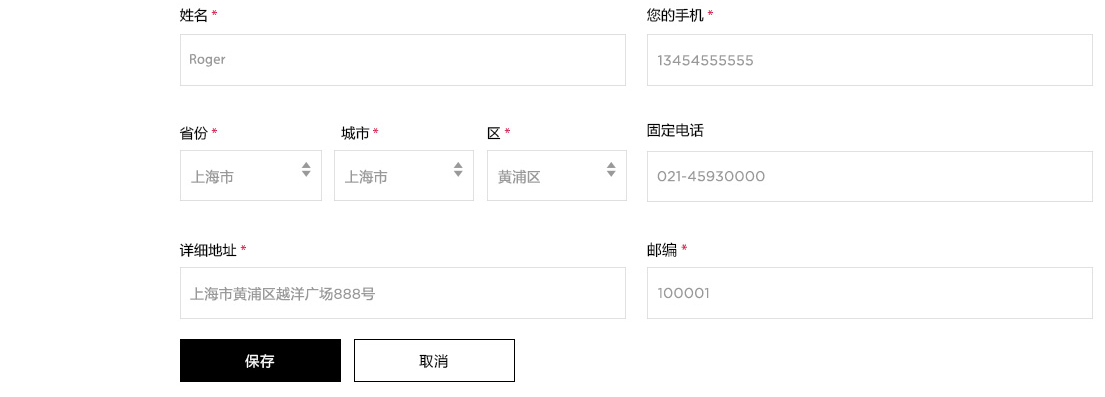 姓名 *
您的手机 *
Roger
13454555555
省份 *
城市 *
区 *
固定电话
上海市
上海市
黄浦区
021-45930000
详细地址 *
邮编 *
上海市黄浦区越洋广场888号
100001
保存
取消